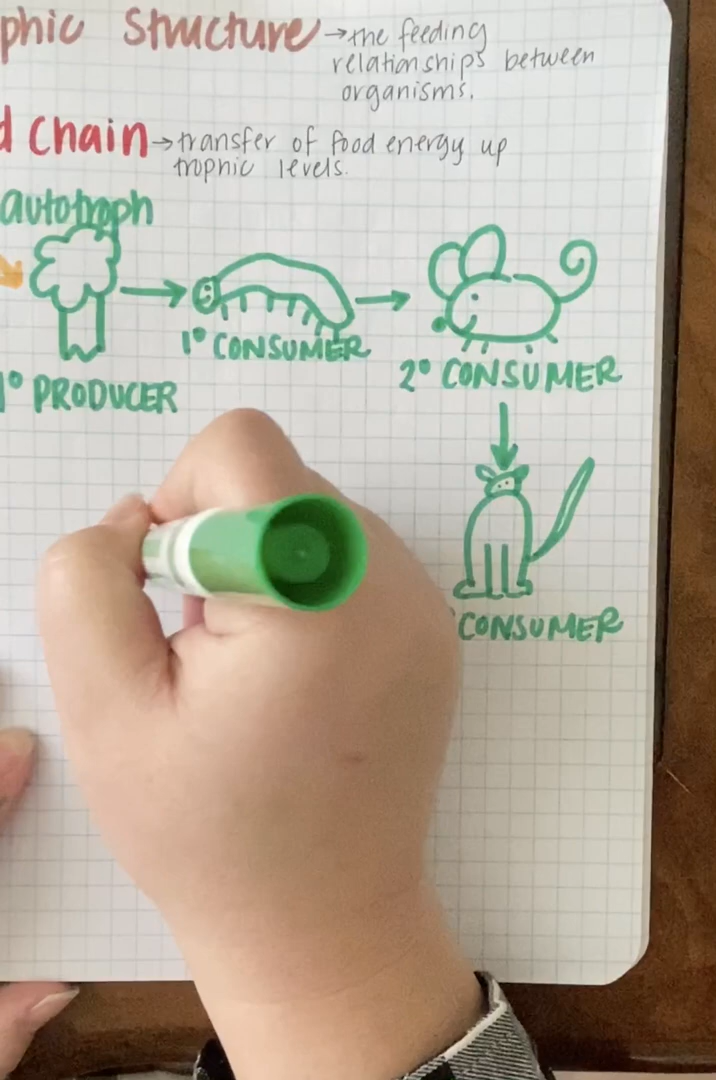 phic Structure → the feeding
relationships between
organisms.
d Chain → transfer of food energy up
trophic levels.
autotroph
1° CONSUMER
2° CONSUMER
1° PRODUCER
CONSUMER